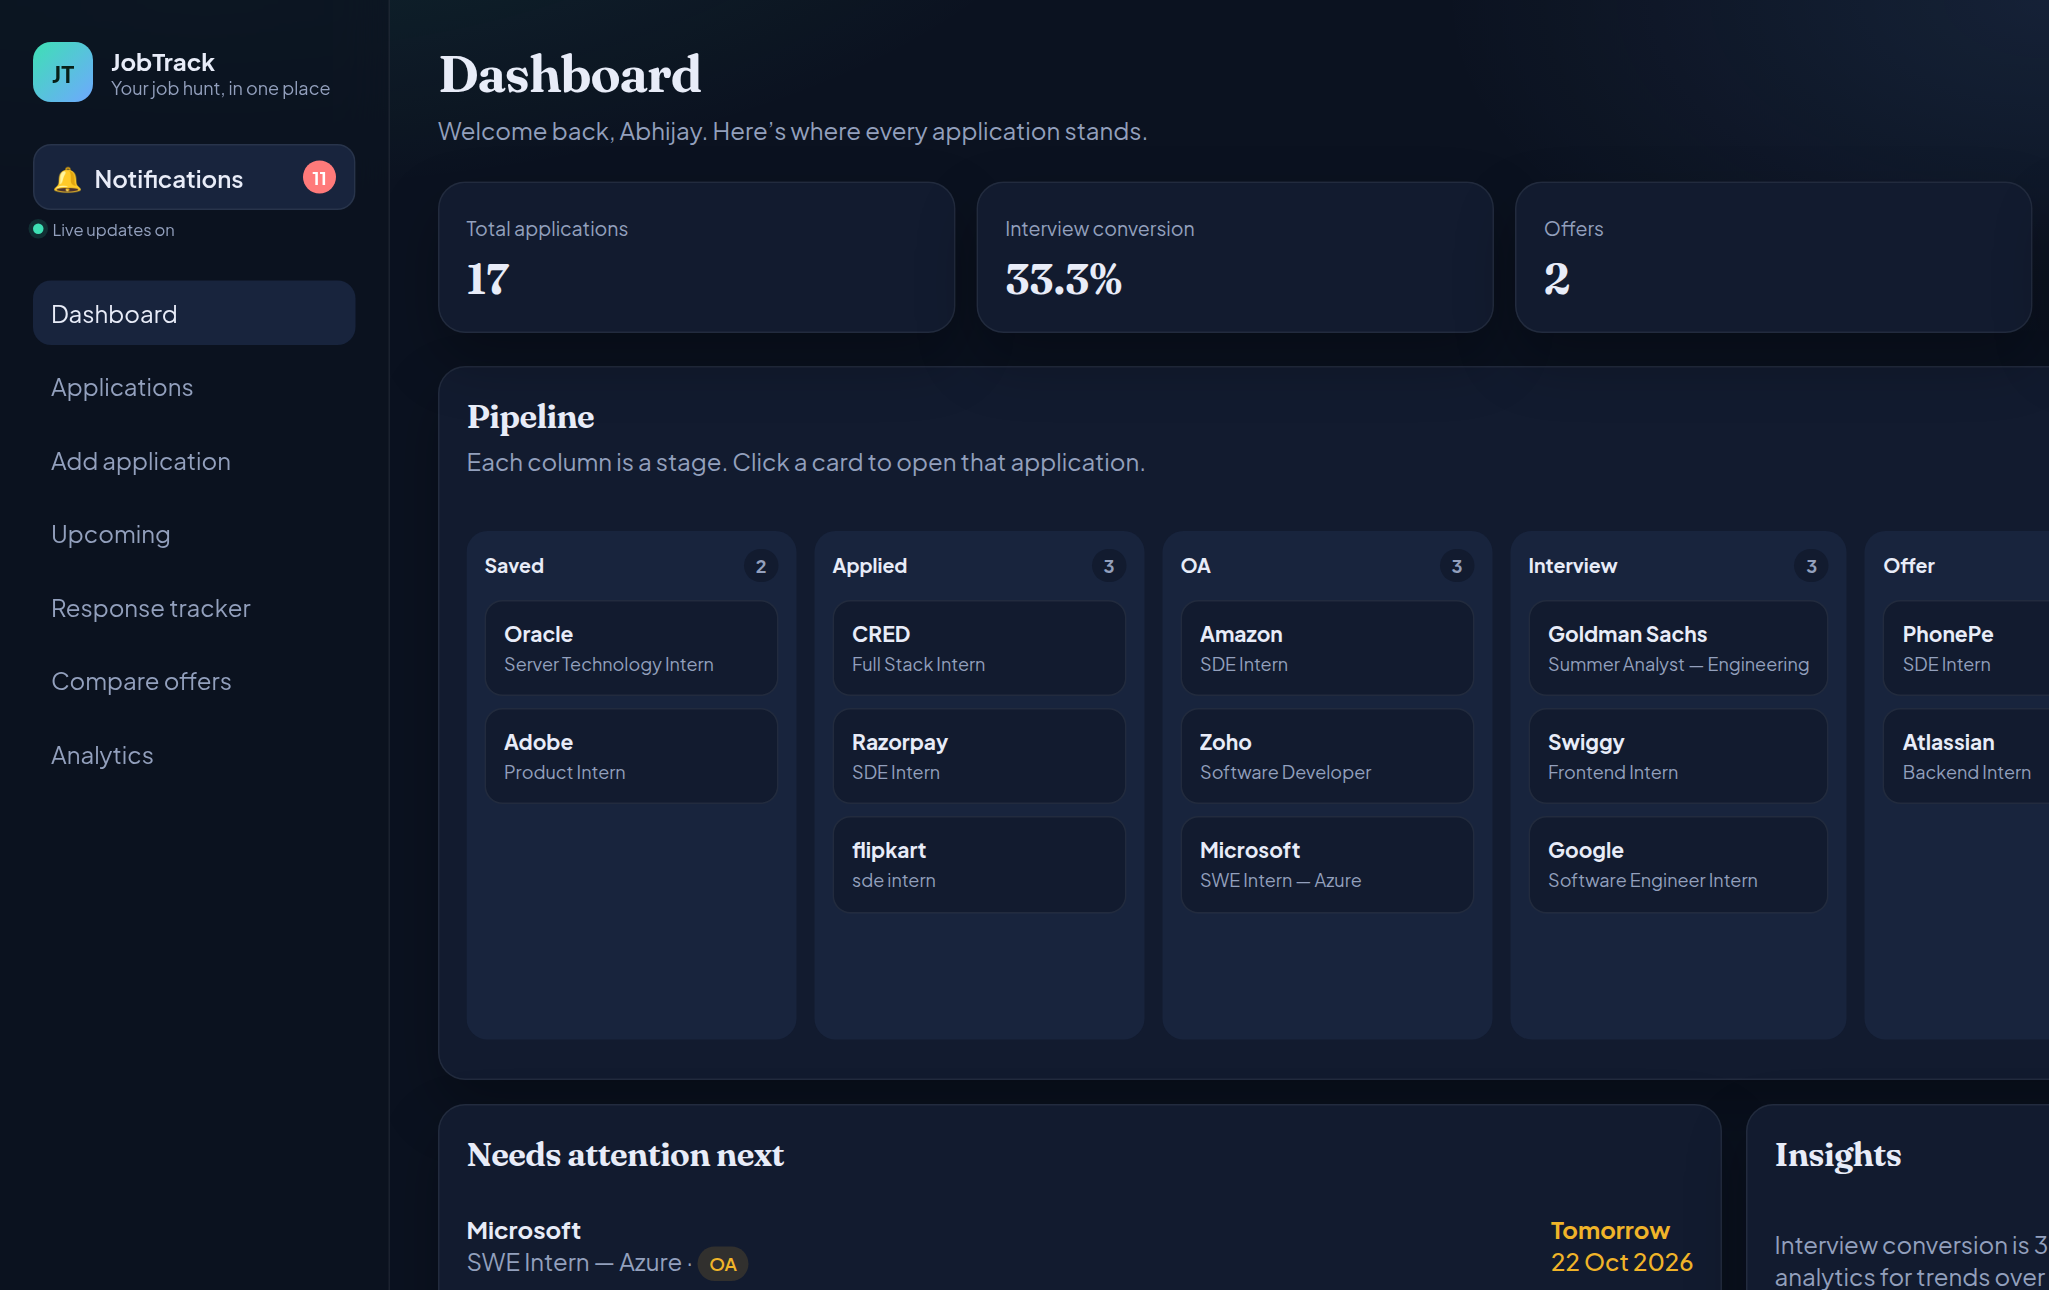 JT
JobTrack
Your job hunt, in one place
🔔 Notifications 11
Live updates on
Dashboard
Applications
Add application
Upcoming
Response tracker
Compare offers
Analytics
Dashboard
Welcome back, Abhijay. Here’s where every application stands.
Total applications
17
Interview conversion
33.3%
Offers
2
Pipeline
Each column is a stage. Click a card to open that application.
Saved 2
Oracle
Server Technology Intern
Adobe
Product Intern
Applied 3
CRED
Full Stack Intern
Razorpay
SDE Intern
flipkart
sde intern
OA 3
Amazon
SDE Intern
Zoho
Software Developer
Microsoft
SWE Intern — Azure
Interview 3
Goldman Sachs
Summer Analyst — Engineering
Swiggy
Frontend Intern
Google
Software Engineer Intern
Offer
PhonePe
SDE Intern
Atlassian
Backend Intern
Needs attention next
Microsoft
SWE Intern — Azure · OA
Tomorrow
22 Oct 2026
Insights
Interview conversion is 3
analytics for trends over